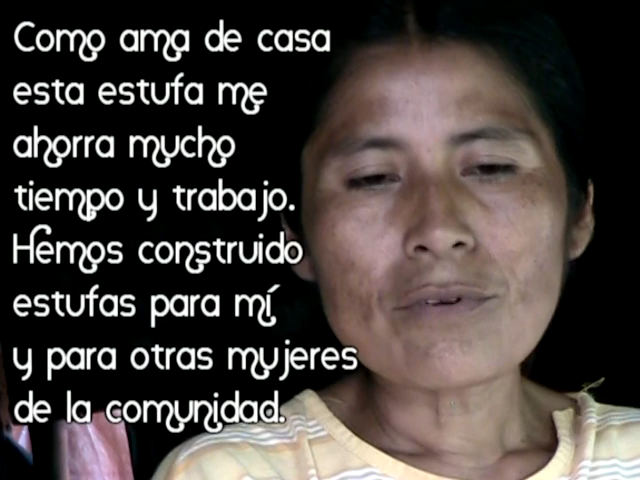 Como ama de casa
esta estufa me
ahorra mucho
tiempo y trabajo.
Hemos construido
estufas para mí
y para otras mujeres
de la comunidad.